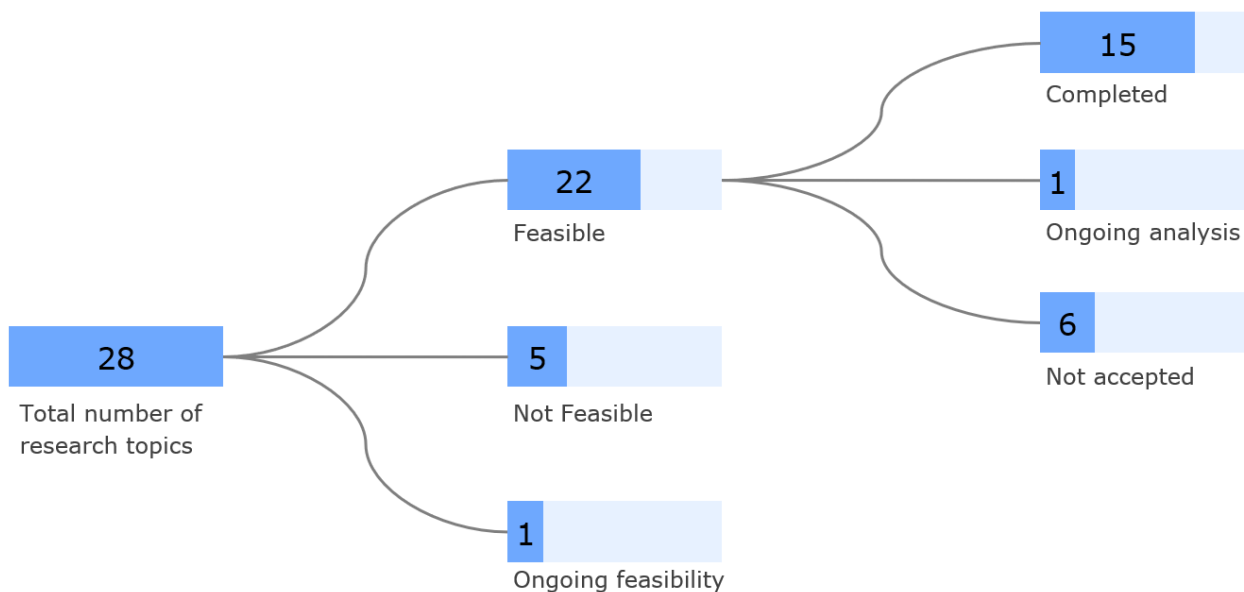 15
Completed
22
1
Feasible
Ongoing analysis
6
28
5
Not accepted
Total number of
research topics
Not Feasible
1
Ongoing feasibility